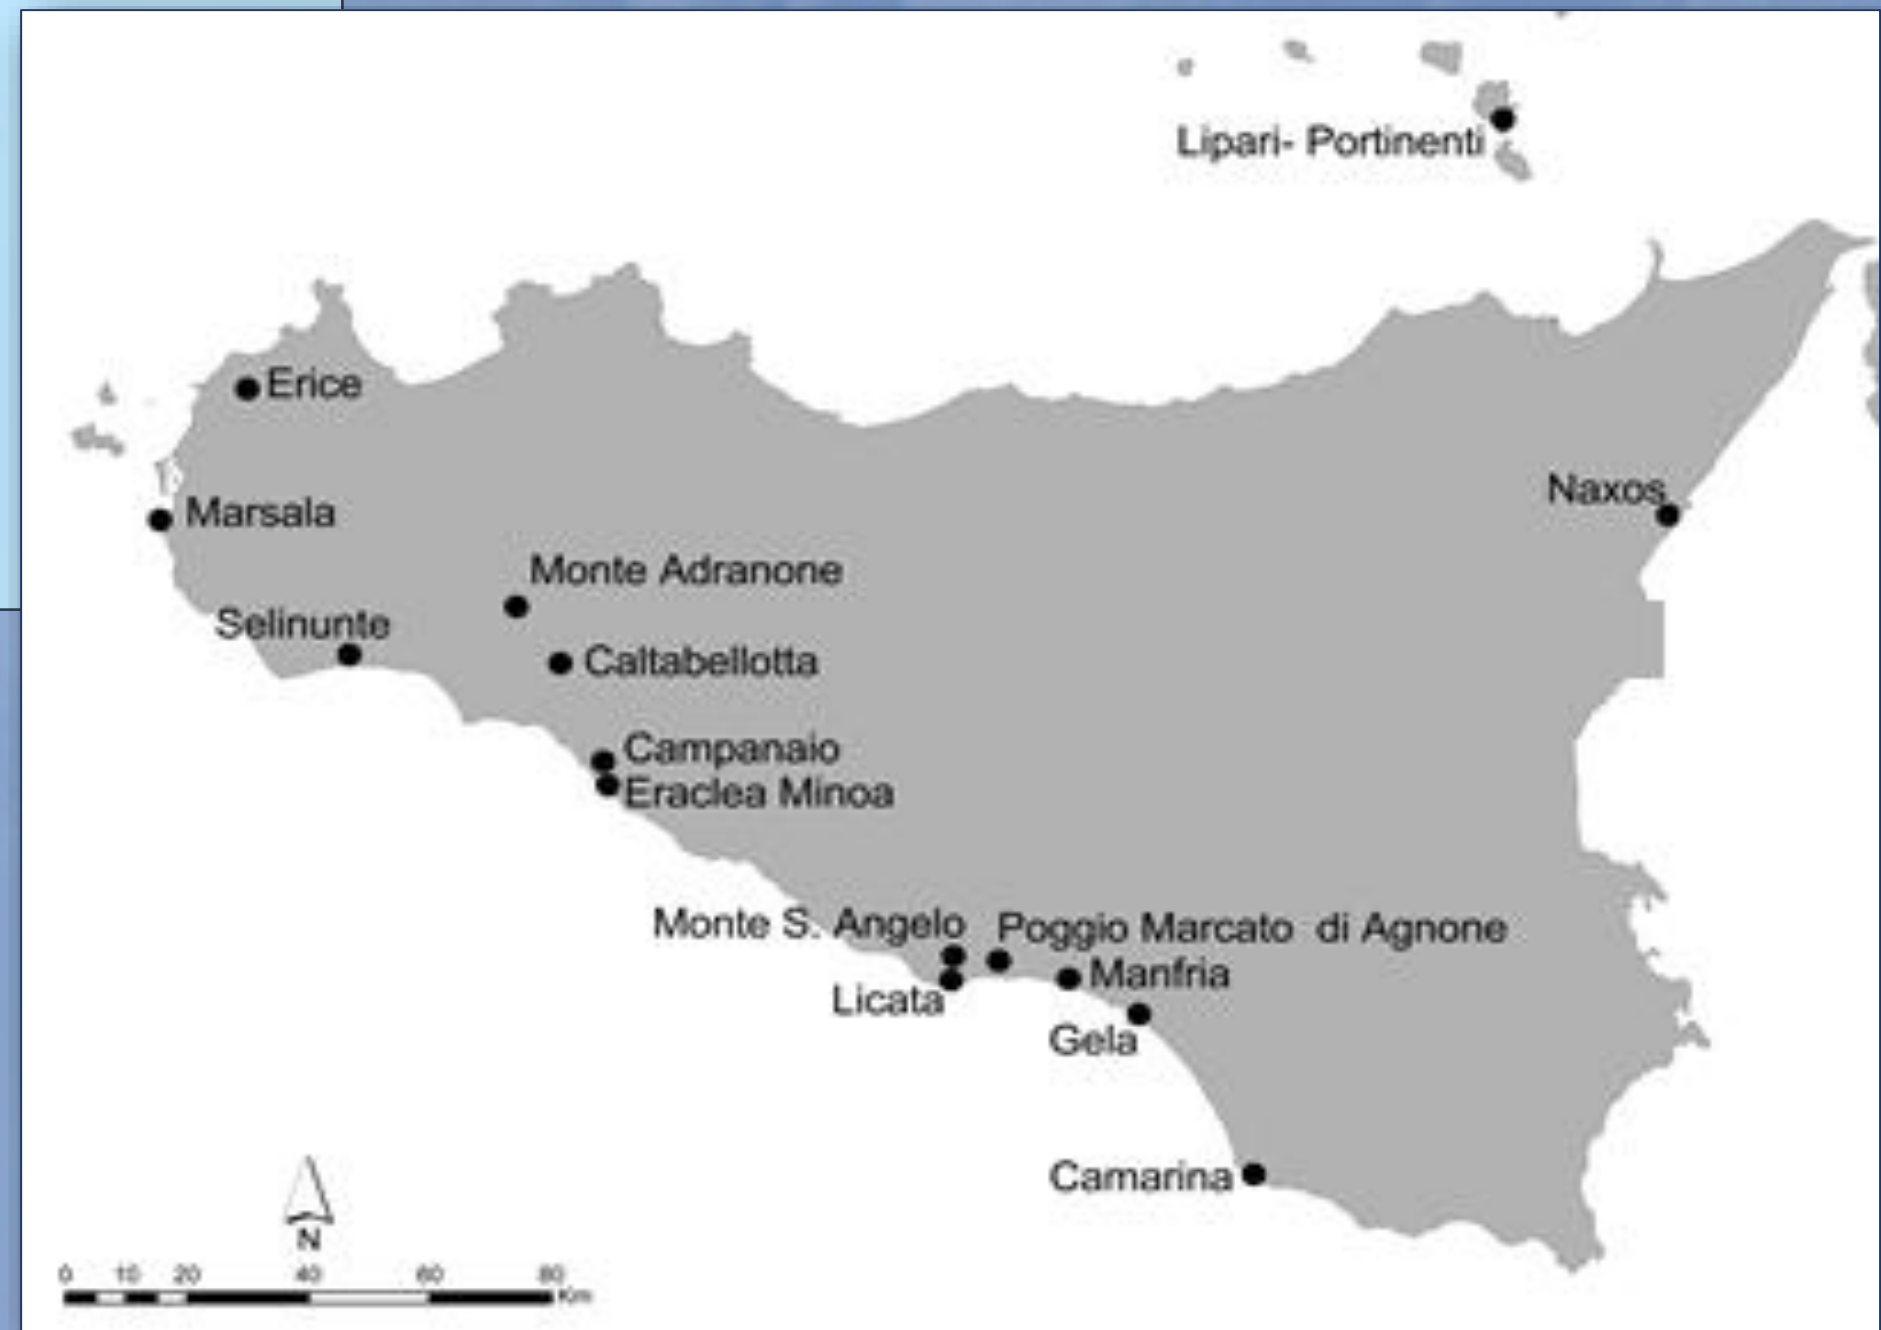 Lipari- Portinenti
Erice
Naxos
Marsala
Monte Adranone
Selinunte
Caltabellotta
Campanaio
Eraclea Minoa
Monte S. Angelo
Poggio Marcato di Agnone
Manfria
Licata
Gela
Camarina
N
0 10 20 40 60 80
Km